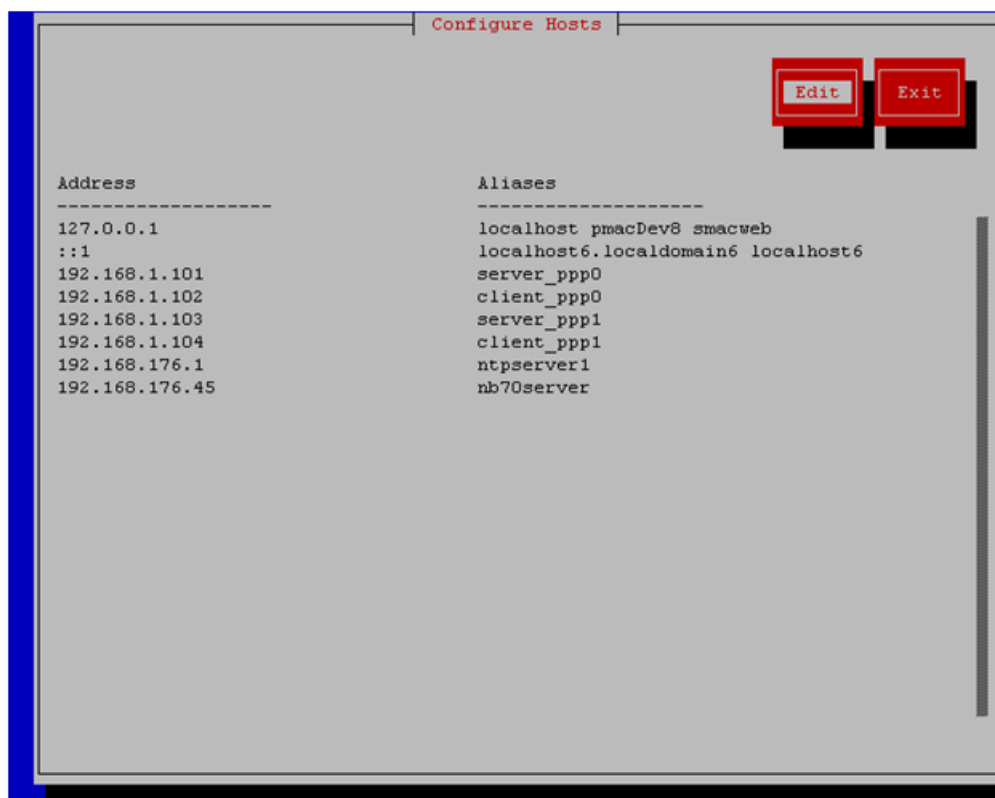 Configure Hosts
Edit Exit
Address Aliases
------------------- --------------------
127.0.0.1 localhost pmacDev8 smacweb
::1 localhost6.localdomain6 localhost6
192.168.1.101 server_ppp0
192.168.1.102 client_ppp0
192.168.1.103 server_ppp1
192.168.1.104 client_ppp1
192.168.176.1 ntpserver1
192.168.176.45 nb70server